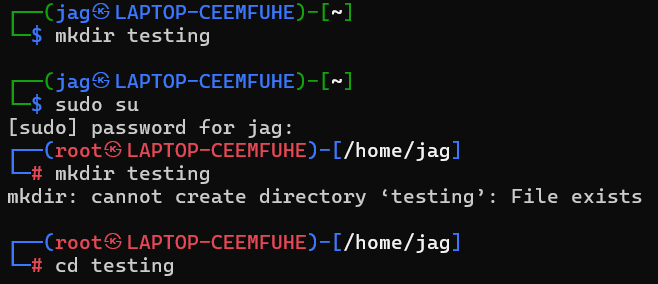 ┌──(jag㉿LAPTOP-CEEMFUHE)-[~]
└─$ mkdir testing
┌──(jag㉿LAPTOP-CEEMFUHE)-[~]
└─$ sudo su
[sudo] password for jag:
┌──(root㉿LAPTOP-CEEMFUHE)-[/home/jag]
└─# mkdir testing
mkdir: cannot create directory ‘testing’: File exists
┌──(root㉿LAPTOP-CEEMFUHE)-[/home/jag]
└─# cd testing